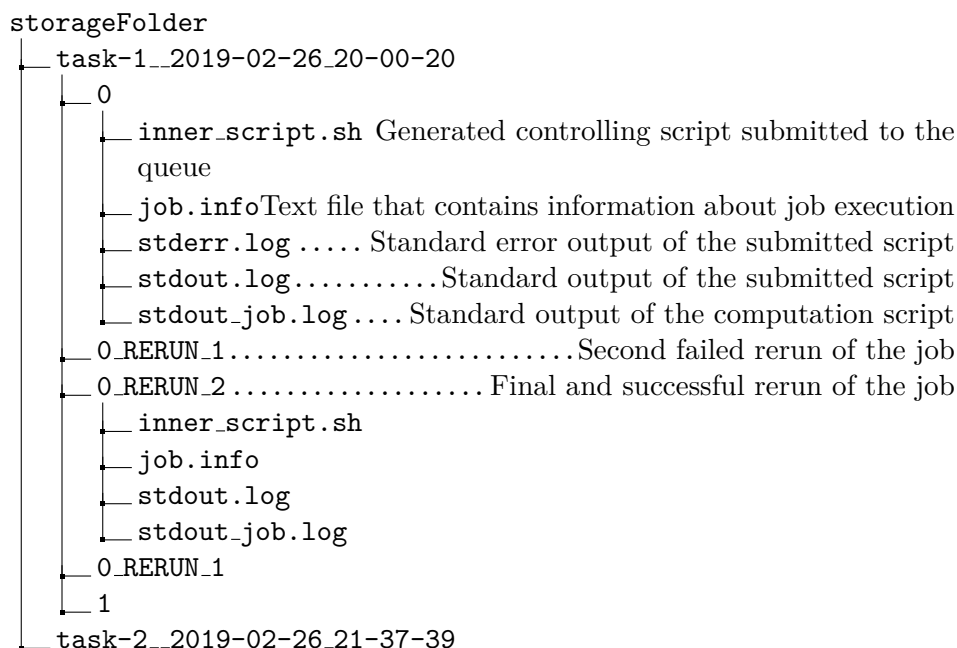 storageFolder
task-1__2019-02-26_20-00-20
0
inner_script.sh Generated controlling script submitted to the
queue
job.infoText file that contains information about job execution
stderr.log ..... Standard error output of the submitted script
stdout.log...........Standard output of the submitted script
stdout_job.log.... Standard output of the computation script
0_RERUN_1..........................Second failed rerun of the job
0_RERUN_2................... Final and successful rerun of the job
inner_script.sh
job.info
stdout.log
stdout_job.log
0_RERUN_1
1
task-2__2019-02-26_21-37-39